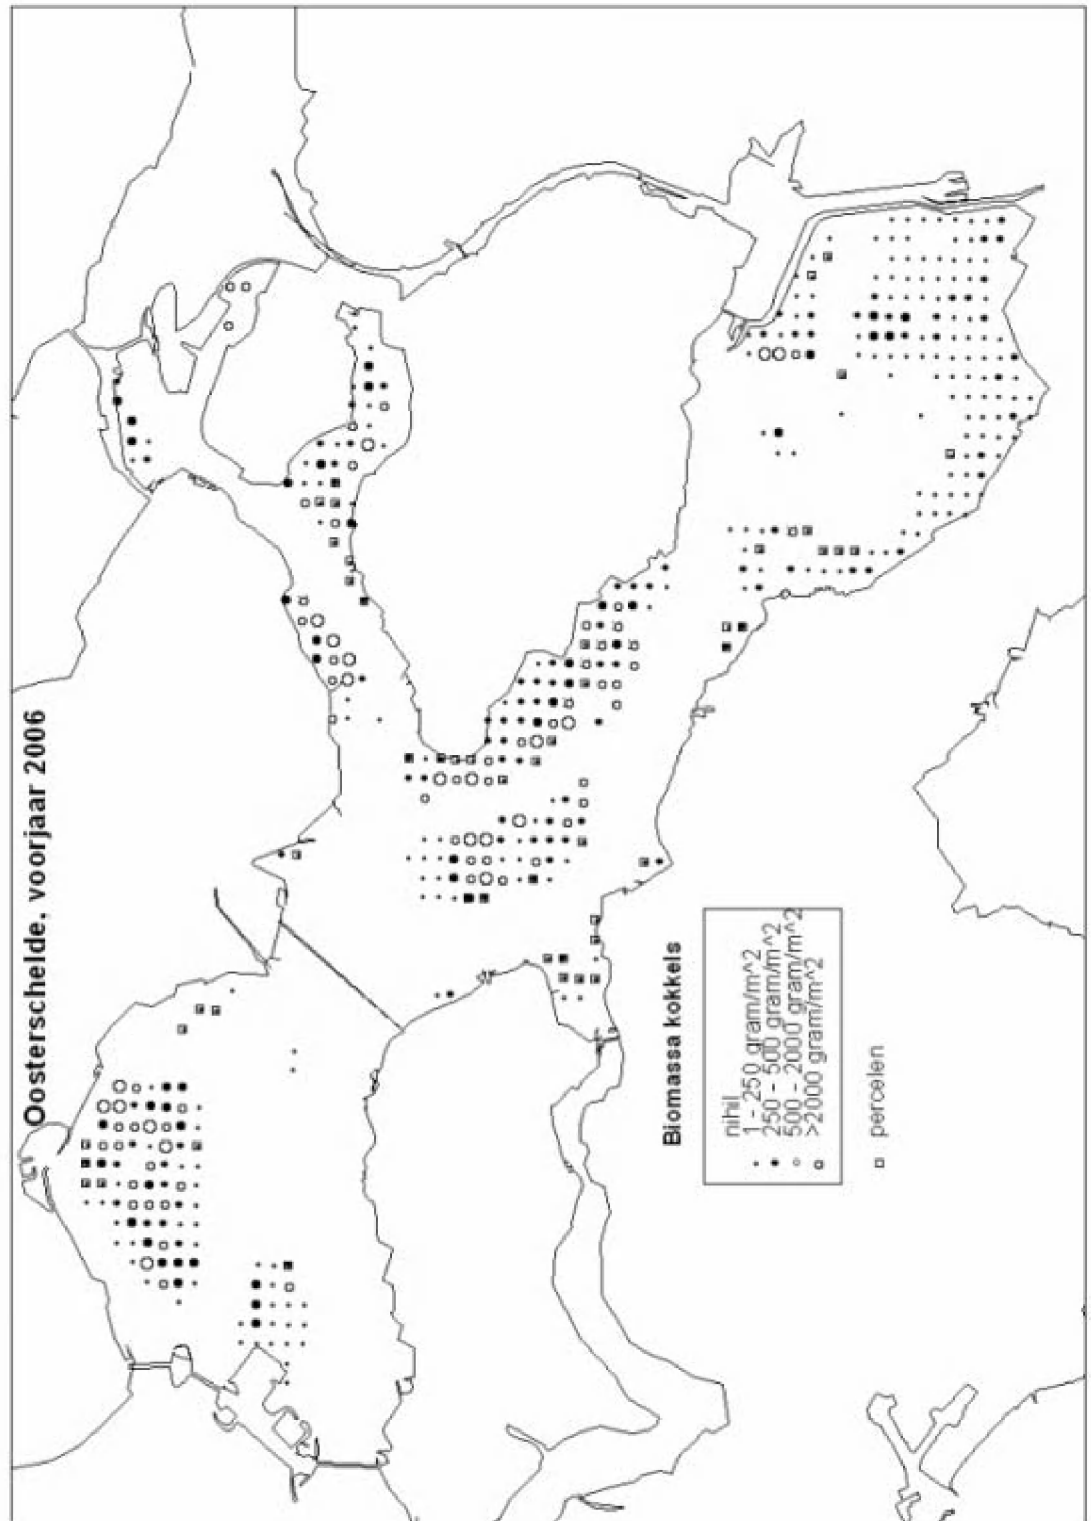 Oosterschelde, voorjaar 2006
Biomassa kokkels
nihil
1 - 250 gram/m^2
250 - 500 gram/m^2
500 - 2000 gram/m^2
>2000 gram/m^2
percelen